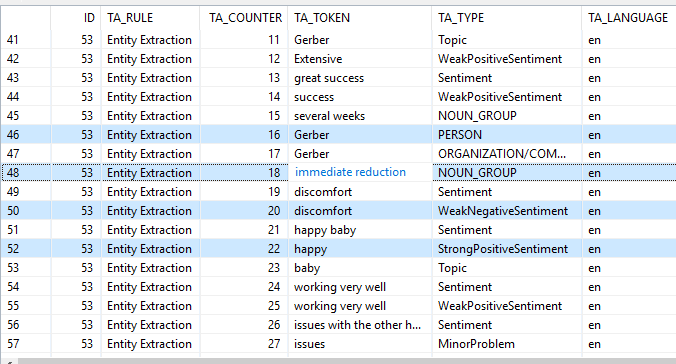 ID TA_RULE TA_COUNTER TA_TOKEN TA_TYPE TA_LANGUAGE
41 53 Entity Extraction 11 Gerber Topic en
42 53 Entity Extraction 12 Extensive WeakPositiveSentiment en
43 53 Entity Extraction 13 great success Sentiment en
44 53 Entity Extraction 14 success WeakPositiveSentiment en
45 53 Entity Extraction 15 several weeks NOUN_GROUP en
46 53 Entity Extraction 16 Gerber PERSON en
47 53 Entity Extraction 17 Gerber ORGANIZATION/COM... en
48 53 Entity Extraction 18 immediate reduction NOUN_GROUP en
49 53 Entity Extraction 19 discomfort Sentiment en
50 53 Entity Extraction 20 discomfort WeakNegativeSentiment en
51 53 Entity Extraction 21 happy baby Sentiment en
52 53 Entity Extraction 22 happy StrongPositiveSentiment en
53 53 Entity Extraction 23 baby Topic en
54 53 Entity Extraction 24 working very well Sentiment en
55 53 Entity Extraction 25 working very well WeakPositiveSentiment en
56 53 Entity Extraction 26 issues with the other h... Sentiment en
57 53 Entity Extraction 27 issues MinorProblem en